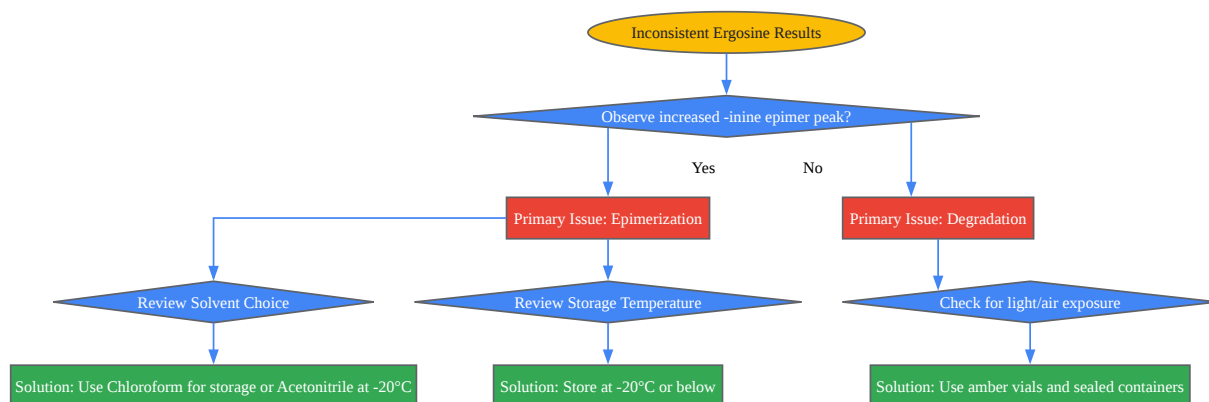 Inconsistent Ergosine Results
Observe increased -inine epimer peak?
Yes
No
Primary Issue: Epimerization
Primary Issue: Degradation
Review Solvent Choice
Review Storage Temperature
Check for light/air exposure
Solution: Use Chloroform for storage or Acetonitrile at -20°C
Solution: Store at -20°C or below
Solution: Use amber vials and sealed containers